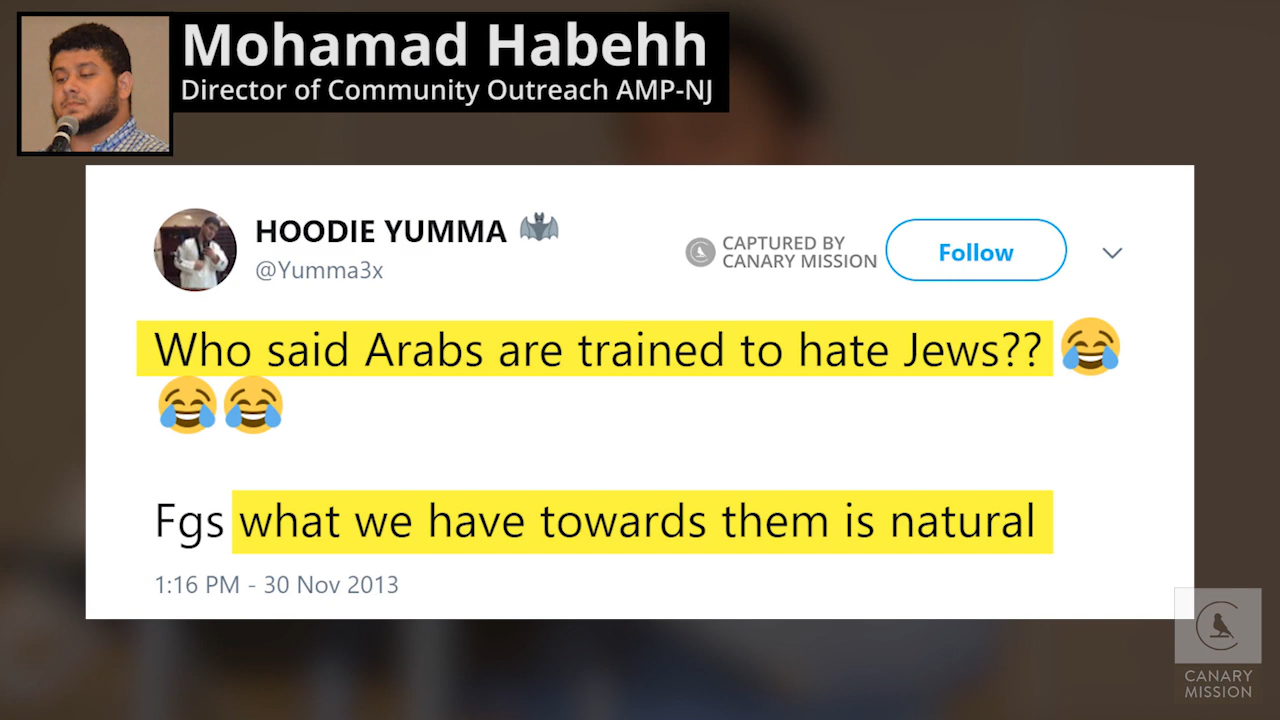 Mohamad Habehh
Director of Community Outreach AMP-NJ
HOODIE YUMMA 🦇
@Yumma3x
CAPTURED BY
CANARY MISSION
Follow
Who said Arabs are trained to hate Jews?? 😂
😂😂
Fgs what we have towards them is natural
1:16 PM - 30 Nov 2013
CANARY
MISSION